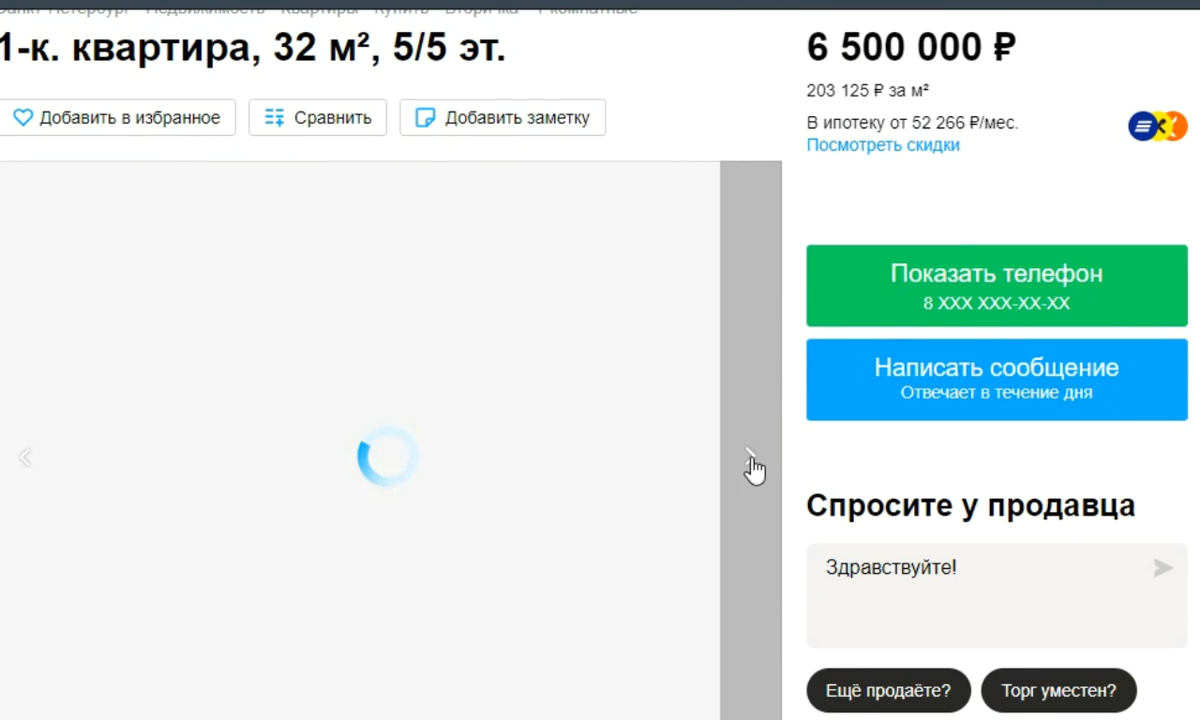 1-к. квартира, 32 м², 5/5 эт.
Добавить в избранное
Сравнить
Добавить заметку
6 500 000 ₽
203 125 ₽ за м²
В ипотеку от 52 266 ₽/мес.
Посмотреть скидки
Показать телефон
8 XXX XXX-XX-XX
Написать сообщение
Отвечает в течение дня
Спросите у продавца
Здравствуйте!
Ещё продаёте?
Торг уместен?